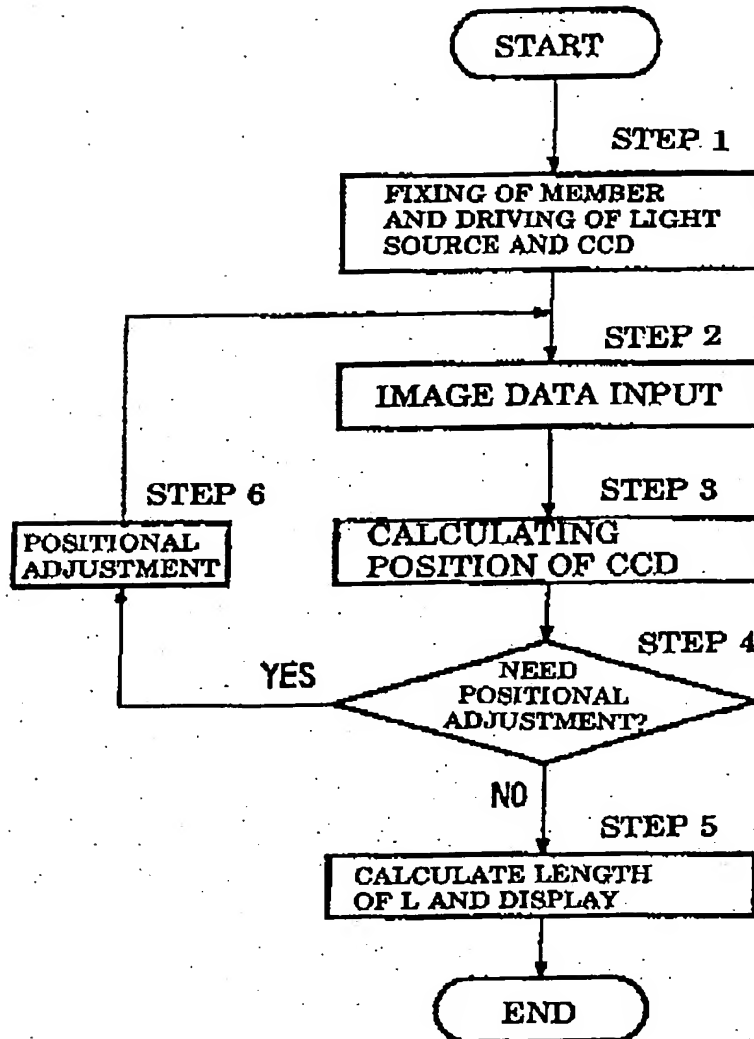 START
STEP 1
FIXING OF MEMBER
AND DRIVING OF LIGHT
SOURCE AND CCD
STEP 2
IMAGE DATA INPUT
STEP 3
CALCULATING
POSITION OF CCD
STEP 6
POSITIONAL
ADJUSTMENT
STEP 4
NEED
POSITIONAL
ADJUSTMENT?
YES
NO
STEP 5
CALCULATE LENGTH
OF L AND DISPLAY
END